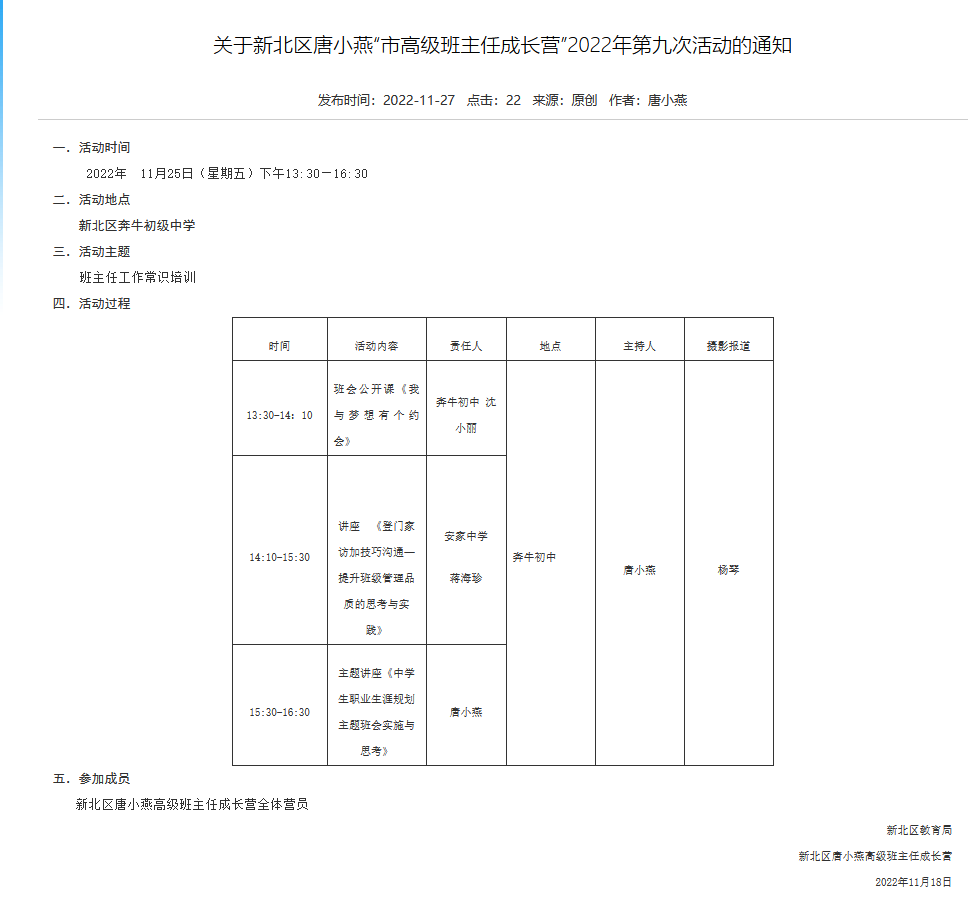 关于新北区唐小燕“市高级班主任成长营”2022年第九次活动的通知
发布时间：2022-11-27 点击：22 来源：原创 作者：唐小燕
一．活动时间
2022年 11月25日（星期五）下午13:30—16:30
二．活动地点
新北区奔牛初级中学
三．活动主题
班主任工作常识培训
四．活动过程
时间 活动内容 责任人 地点 主持人 摄影报道
13:30-14：10
班会公开课《我
与梦想有个约
会》
奔牛初中 沈
小丽
14:10-15:30
讲座 《登门家
访加技巧沟通—
提升班级管理品
质的思考与实
践》
安家中学
蒋海珍
15:30-16:30
主题讲座《中学
生职业生涯规划
主题班会实施与
思考》
唐小燕
奔牛初中
唐小燕
杨琴
五．参加成员
新北区唐小燕高级班主任成长营全体营员
新北区教育局
新北区唐小燕高级班主任成长营
2022年11月18日